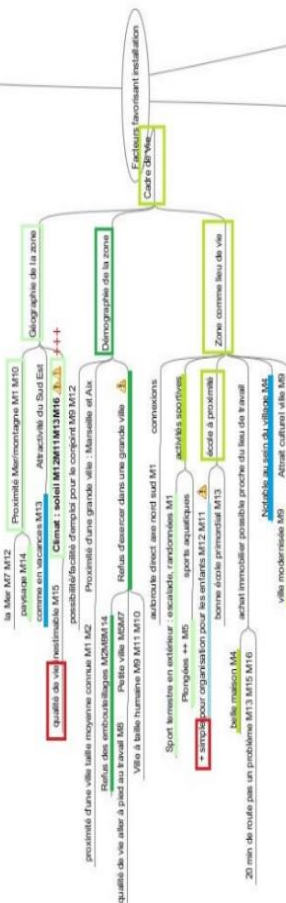 Facteurs favorisant installation
Cadre de Vie
Géographie de la zone
Proximité Mer/montagne M1 M10
la Mer M7 M12
paysage M14
Attractivité du Sud Est
comme en vacances M13
Climat : soleil M12M11M13M16
+++
qualité de vie inestimable M15
Démographie de la zone
possibilité/facilité d'emploi pour le conjoint M9 M12
Proximité d'une grande ville : Marseille et Aix
proximité d'une ville taille moyenne connue M1 M2
Refus d'exercer dans une grande ville
Refus des embouteillages M2M8M14
Petite ville M5M7
qualité de vie aller à pied au travail M8
Ville à taille humaine M9 M11 M10
Zone comme lieu de vie
connexions
autoroute direct axe nord sud M1
activités sportives
Sport terrestre en extérieur : escalade, randonnées M1
sports aquatiques
Plongées ++ M5
école à proximité
+ simple pour organisation pour les enfants M12 M11
bonne école primordial M13
achat immobilier possible proche du lieu de travail
belle maison M4
20 min de route pas un problème M13 M15 M16
Notable au sein du village M4
Attrait culturel ville M9
ville modernisée M9